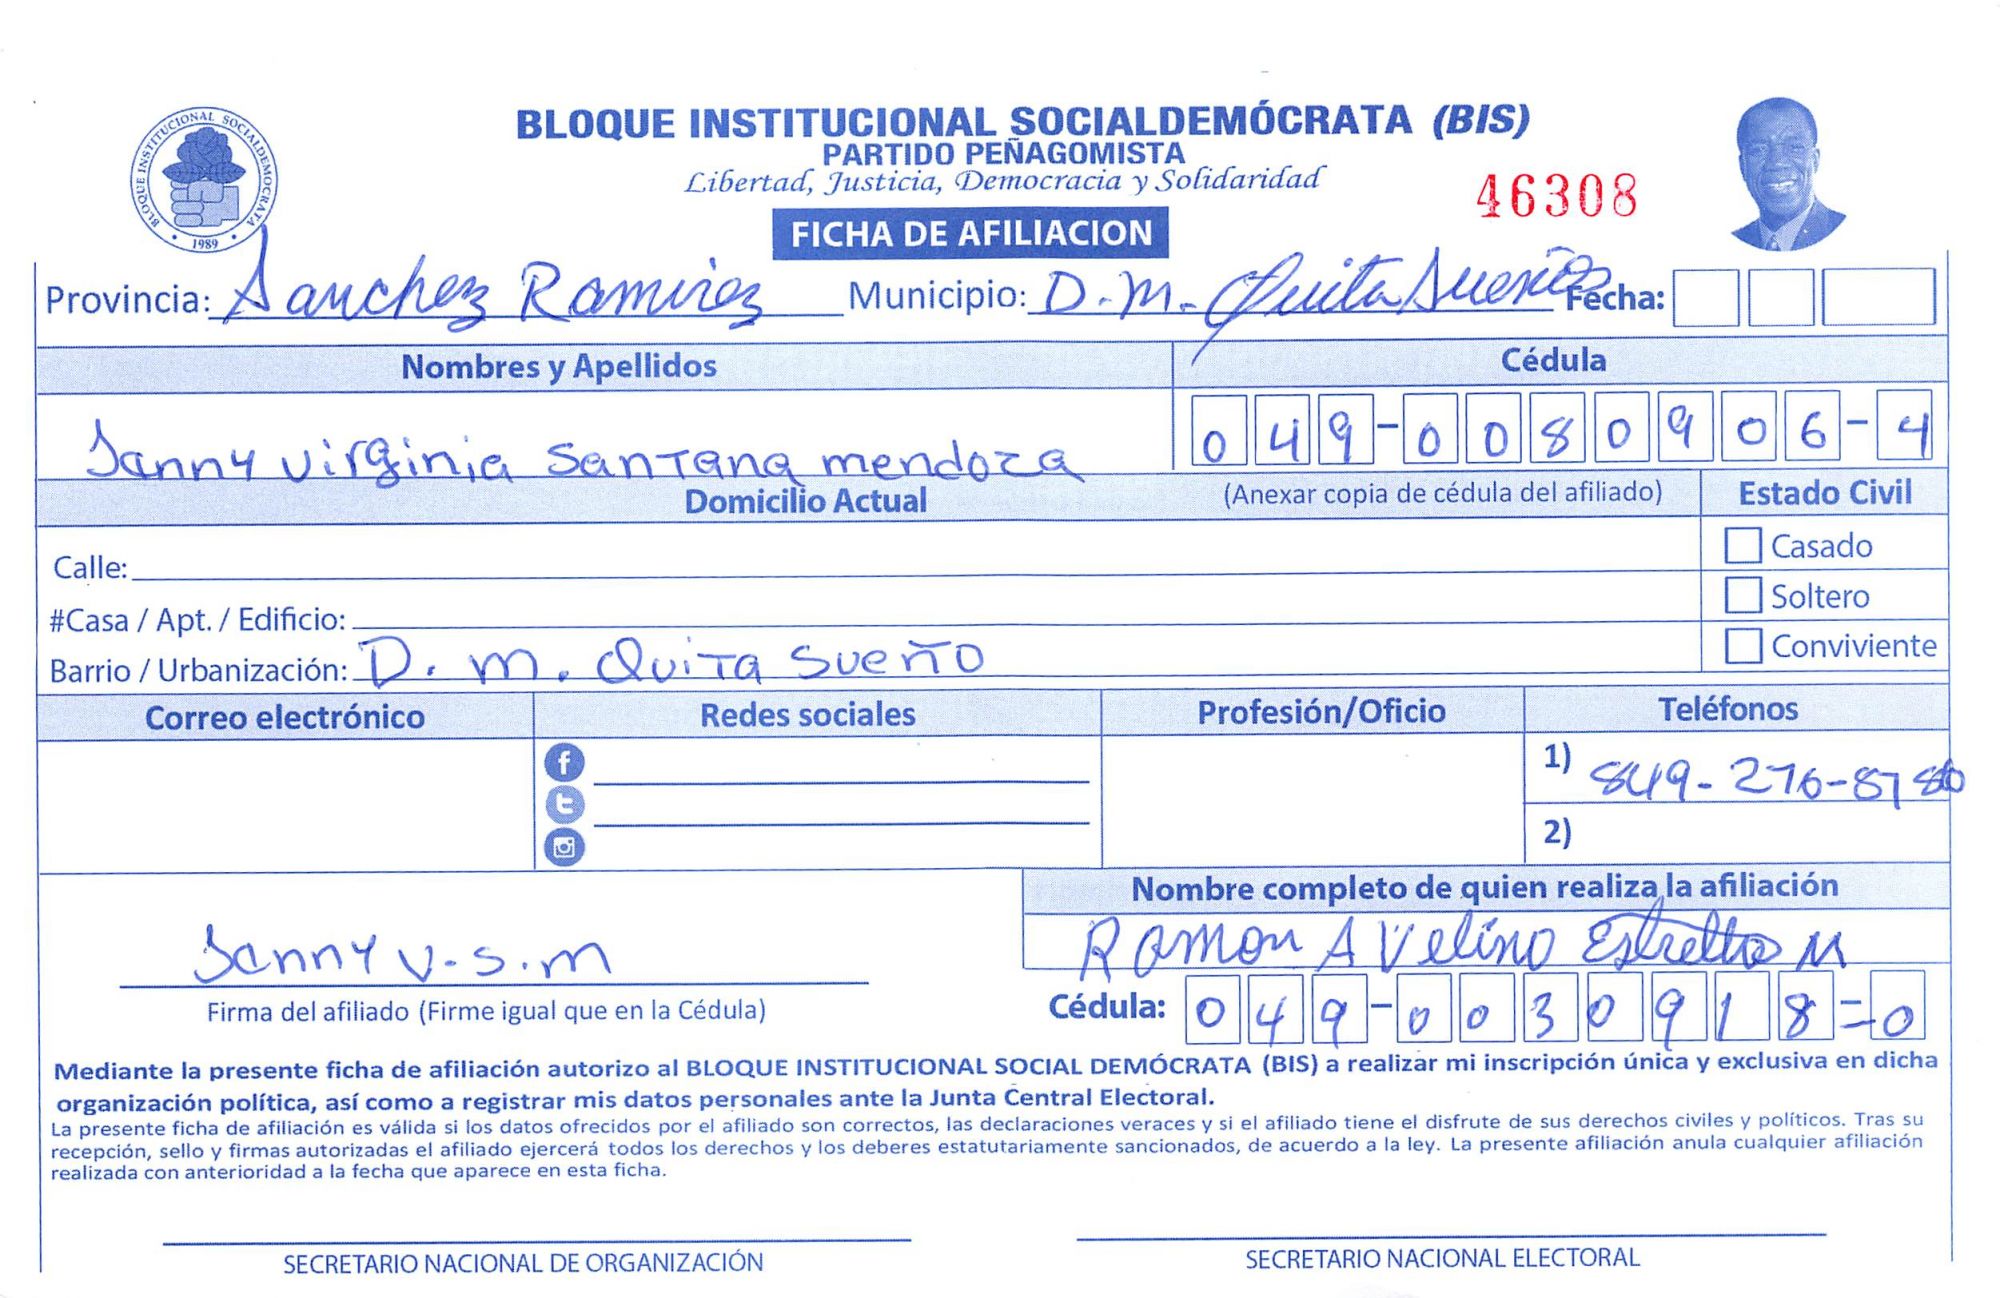 BLOQUE INSTITUCIONAL SOCIALDEMÓCRATA (BIS)
PARTIDO PEÑAGOMISTA
Libertad, Justicia, Democracia y Solidaridad
46308
BLOQUE INSTITUCIONAL SOCIALDEMOCRATA
1989
FICHA DE AFILIACION
Provincia: Sanchez Ramirez Municipio: D.M. Quita Sueño Fecha:
Nombres y Apellidos Cédula
Janny Virginia Santana mendoza 049-0080906-4
Domicilio Actual (Anexar copia de cédula del afiliado) Estado Civil
Calle: Casado
#Casa / Apt. / Edificio: Soltero
Barrio / Urbanización: D. m. Quita Sueño Conviviente
Correo electrónico Redes sociales Profesión/Oficio Teléfonos
1) 849-276-8786
2)
Nombre completo de quien realiza la afiliación
Ramon Avelino Estrella M
Janny V.S.m
Firma del afiliado (Firme igual que en la Cédula) Cédula: 049-0030918-0
Mediante la presente ficha de afiliación autorizo al BLOQUE INSTITUCIONAL SOCIAL DEMÓCRATA (BIS) a realizar mi inscripción única y exclusiva en dicha
organización política, así como a registrar mis datos personales ante la Junta Central Electoral.
La presente ficha de afiliación es válida si los datos ofrecidos por el afiliado son correctos, las declaraciones veraces y si el afiliado tiene el disfrute de sus derechos civiles y políticos. Tras su
recepción, sello y firmas autorizadas el afiliado ejercerá todos los derechos y los deberes estatutariamente sancionados, de acuerdo a la ley. La presente afiliación anula cualquier afiliación
realizada con anterioridad a la fecha que aparece en esta ficha.
SECRETARIO NACIONAL DE ORGANIZACIÓN SECRETARIO NACIONAL ELECTORAL